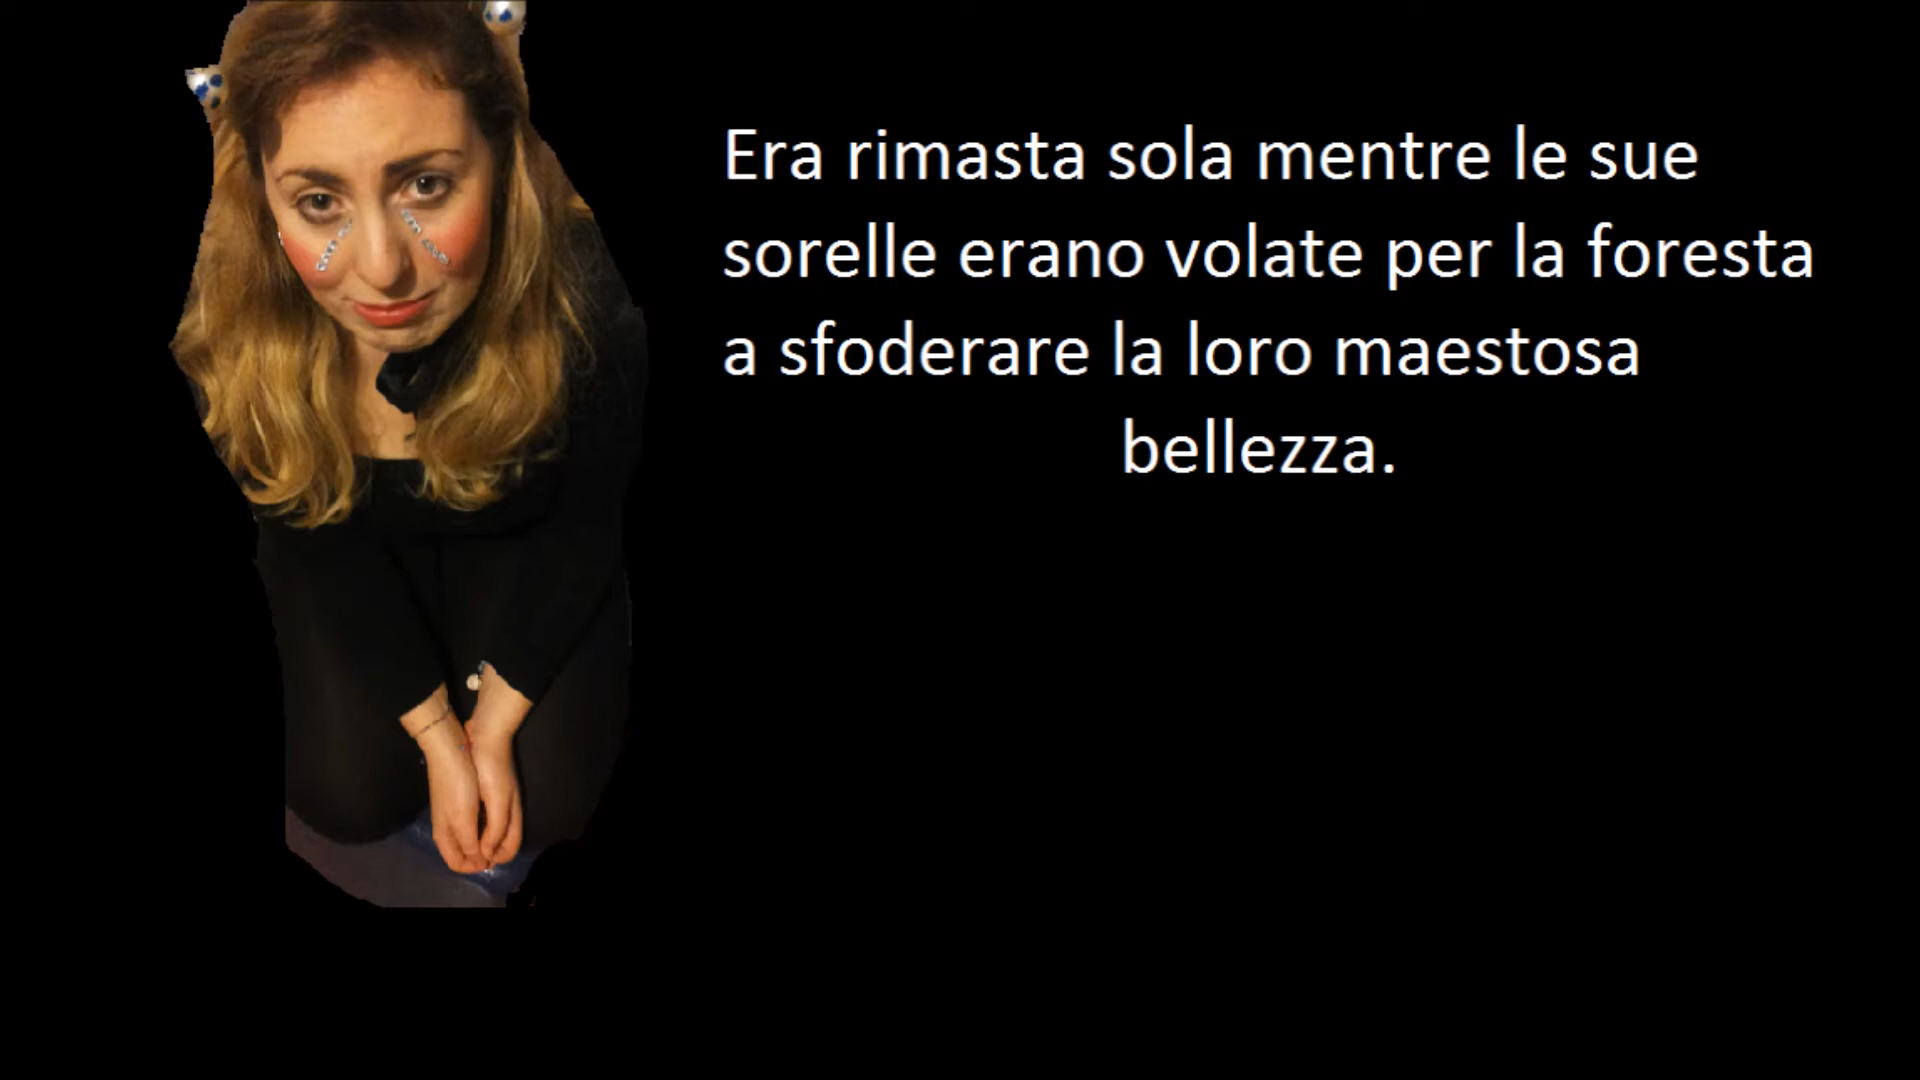 Era rimasta sola mentre le sue
sorelle erano volate per la foresta
a sfoderare la loro maestosa
bellezza.